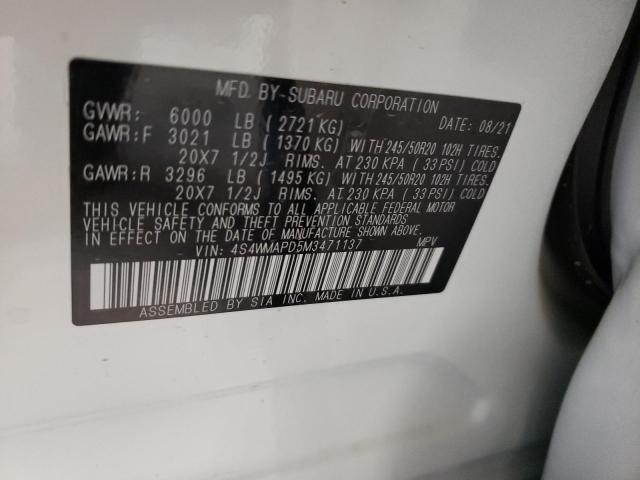 MFD BY-SUBARU CORPORATION
GVWR: 6000 LB (2721 KG) DATE: 08/21
GAWR:F 3021 LB (1370 KG) WITH 245/50R20 102H TIRES.
20X7 1/2J RIMS. AT 230 KPA (33 PSI) COLD
GAWR:R 3296 LB (1495 KG) WITH 245/50R20 102H TIRES.
20X7 1/2J RIMS. AT 230 KPA (33 PSI) COLD
THIS VEHICLE CONFORMS TO ALL APPLICABLE FEDERAL MOTOR
VEHICLE SAFETY AND THEFT PREVENTION STANDARDS
IN EFFECT ON DATE OF MANUFACTURE SHOWN ABOVE.
VIN: 4S4WMAPD5M3471137 MPV
ASSEMBLED BY SIA INC. MADE IN U.S.A.